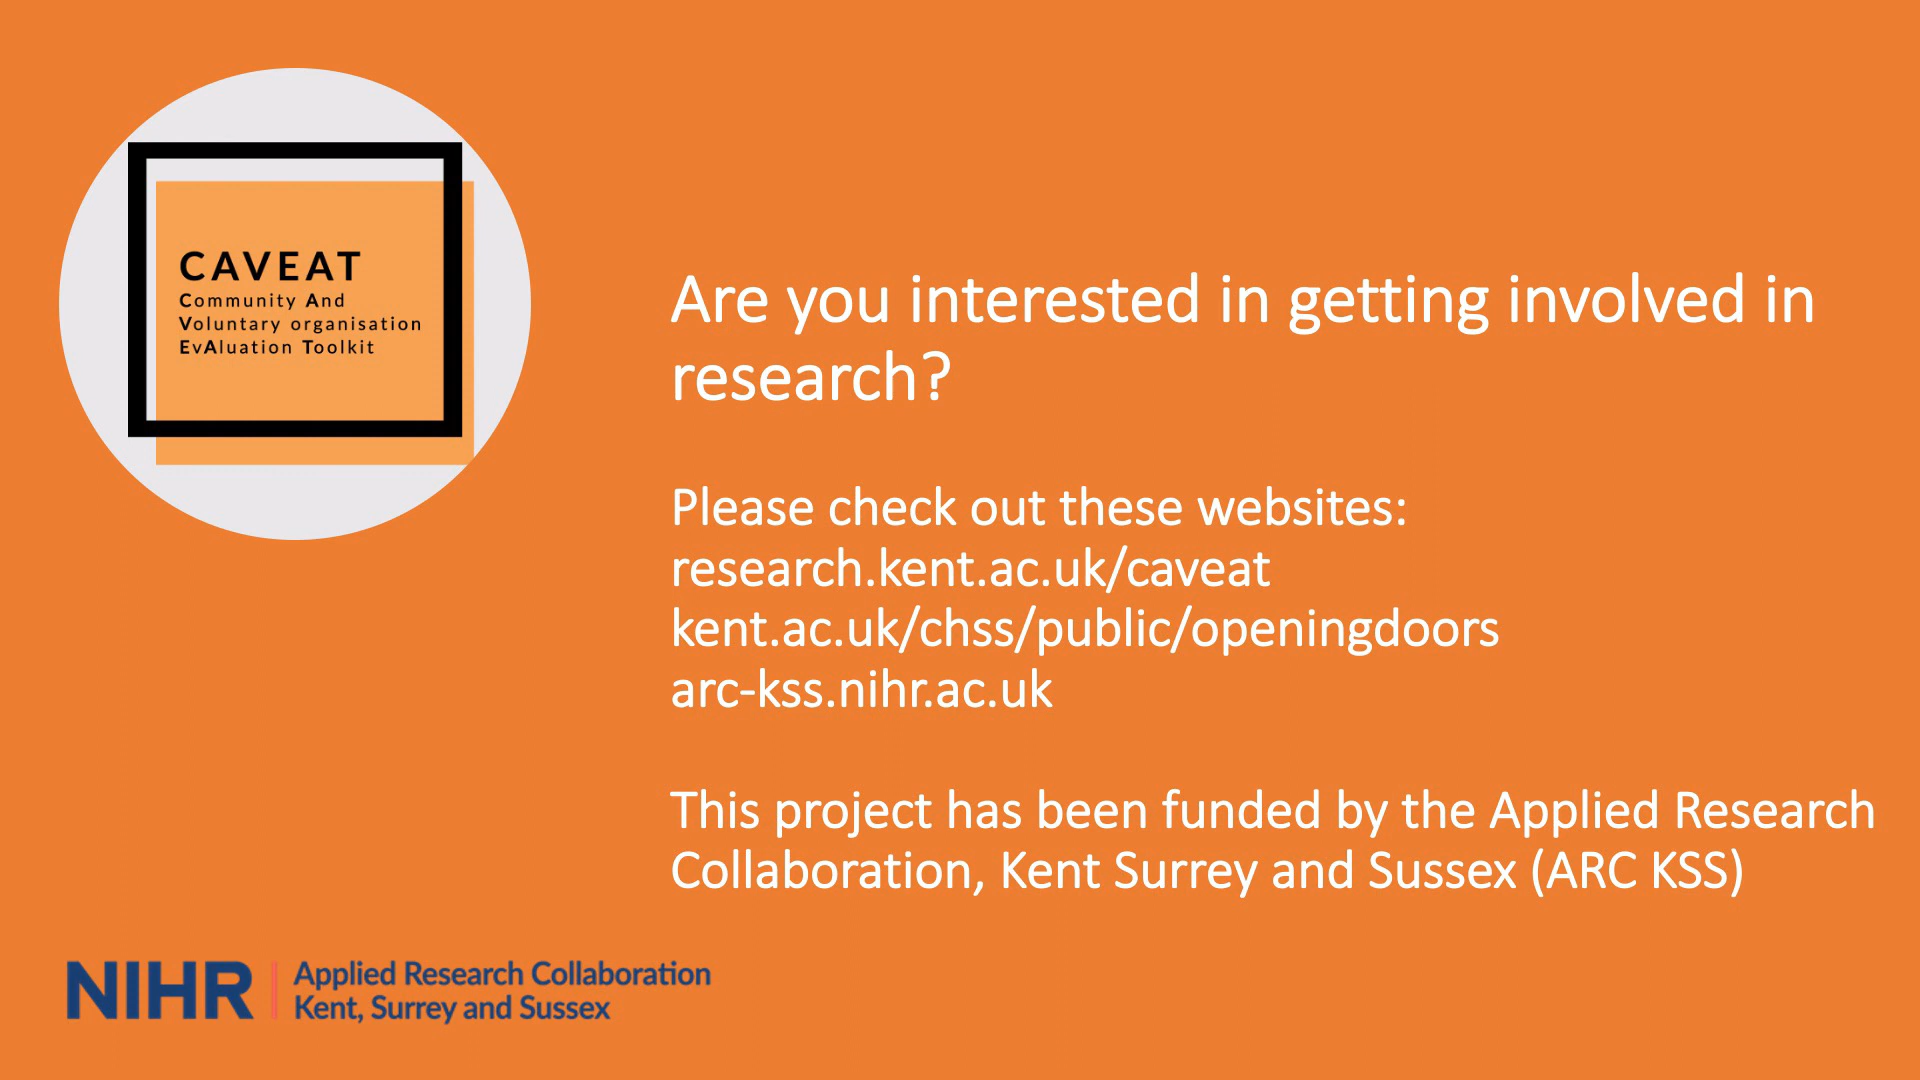 CAVEAT
Community And
Voluntary organisation
EvAluation Toolkit
Are you interested in getting involved in
research?
Please check out these websites:
research.kent.ac.uk/caveat
kent.ac.uk/chss/public/openingdoors
arc-kss.nihr.ac.uk
This project has been funded by the Applied Research
Collaboration, Kent Surrey and Sussex (ARC KSS)
NIHR
Applied Research Collaboration
Kent, Surrey and Sussex